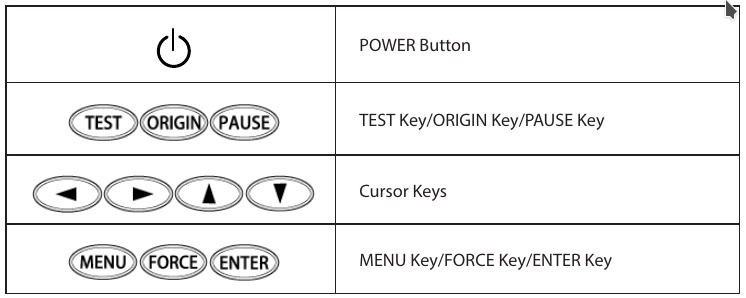 POWER Button
TEST ORIGIN PAUSE
TEST Key/ORIGIN Key/PAUSE Key
Cursor Keys
MENU FORCE ENTER
MENU Key/FORCE Key/ENTER Key